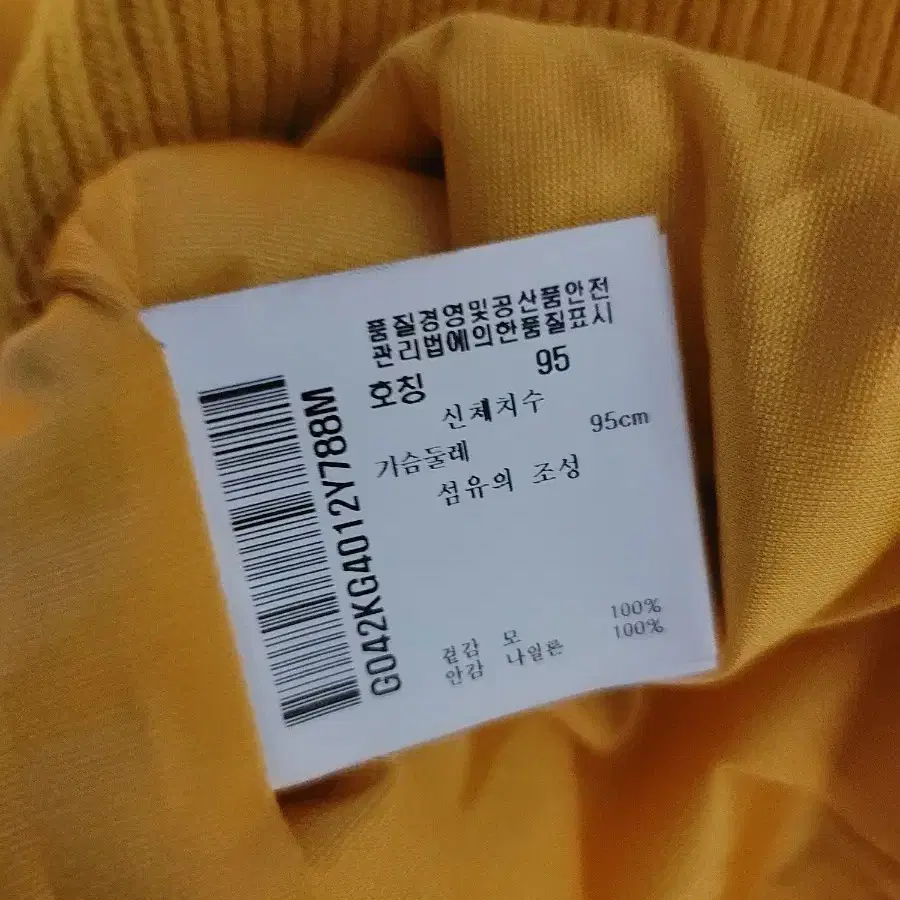 품질경영및공산품안전
관리법에의한품질표시
호칭 95
신체치수
가슴둘레 95cm
섬유의 조성
겉감 모 100%
안감 나일론 100%
G042KG4012Y788M